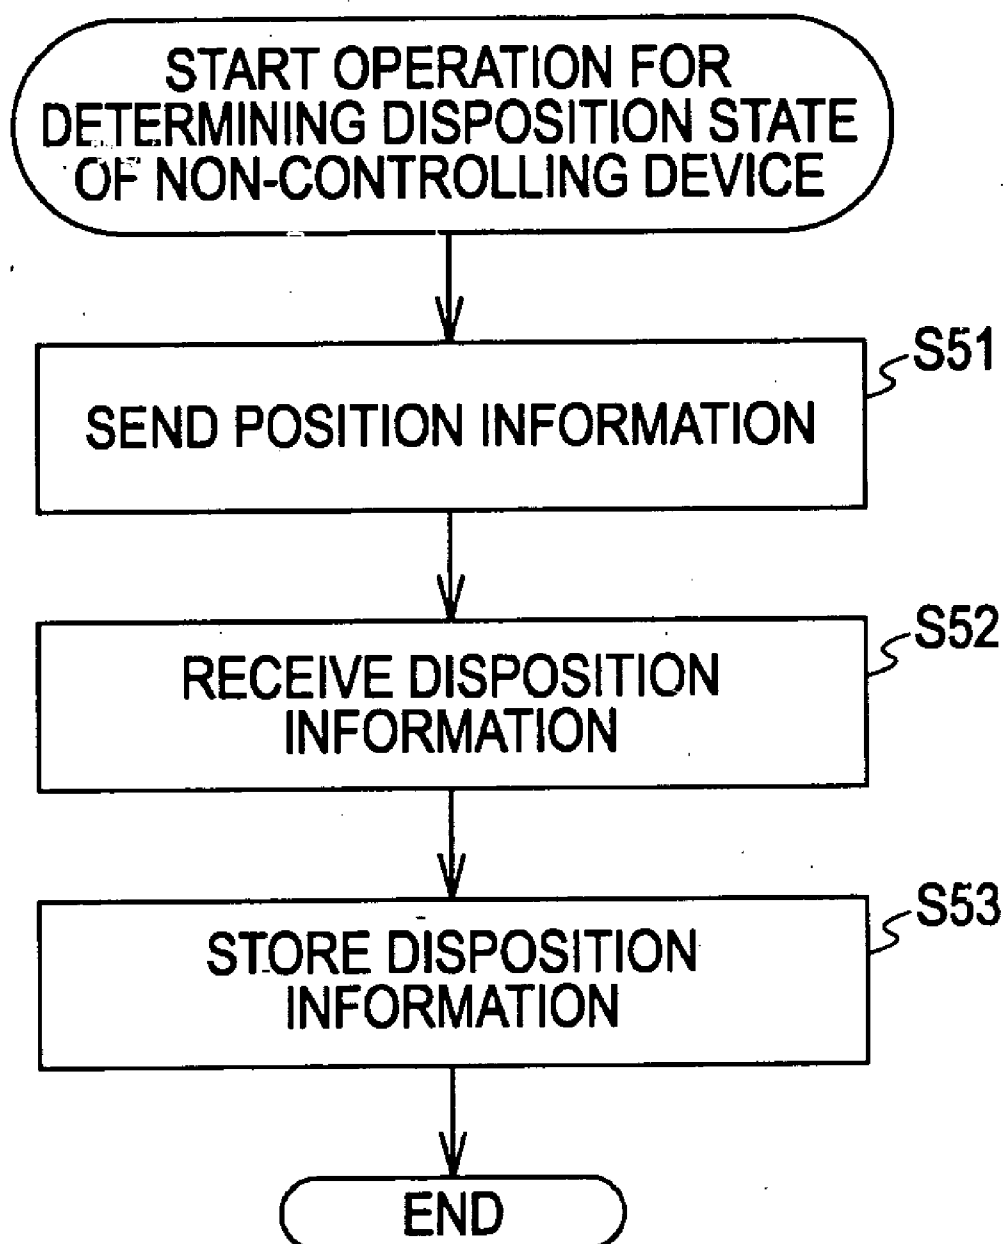 START OPERATION FOR
DETERMINING DISPOSITION STATE
OF NON-CONTROLLING DEVICE
S51
SEND POSITION INFORMATION
S52
RECEIVE DISPOSITION
INFORMATION
S53
STORE DISPOSITION
INFORMATION
END